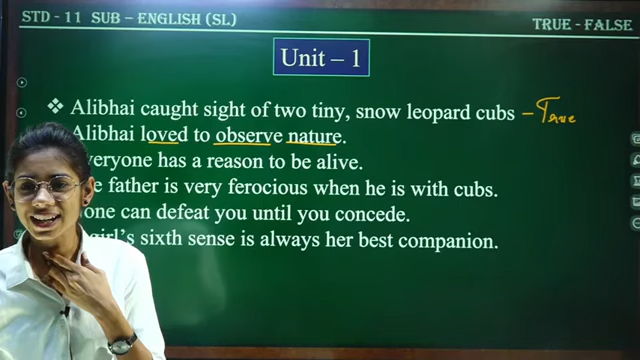 STD - 11 SUB – ENGLISH (SL)
TRUE - FALSE
Unit – 1
❖ Alibhai caught sight of two tiny, snow leopard cubs – True
Alibhai loved to observe nature.
everyone has a reason to be alive.
father is very ferocious when he is with cubs.
one can defeat you until you concede.
girl's sixth sense is always her best companion.